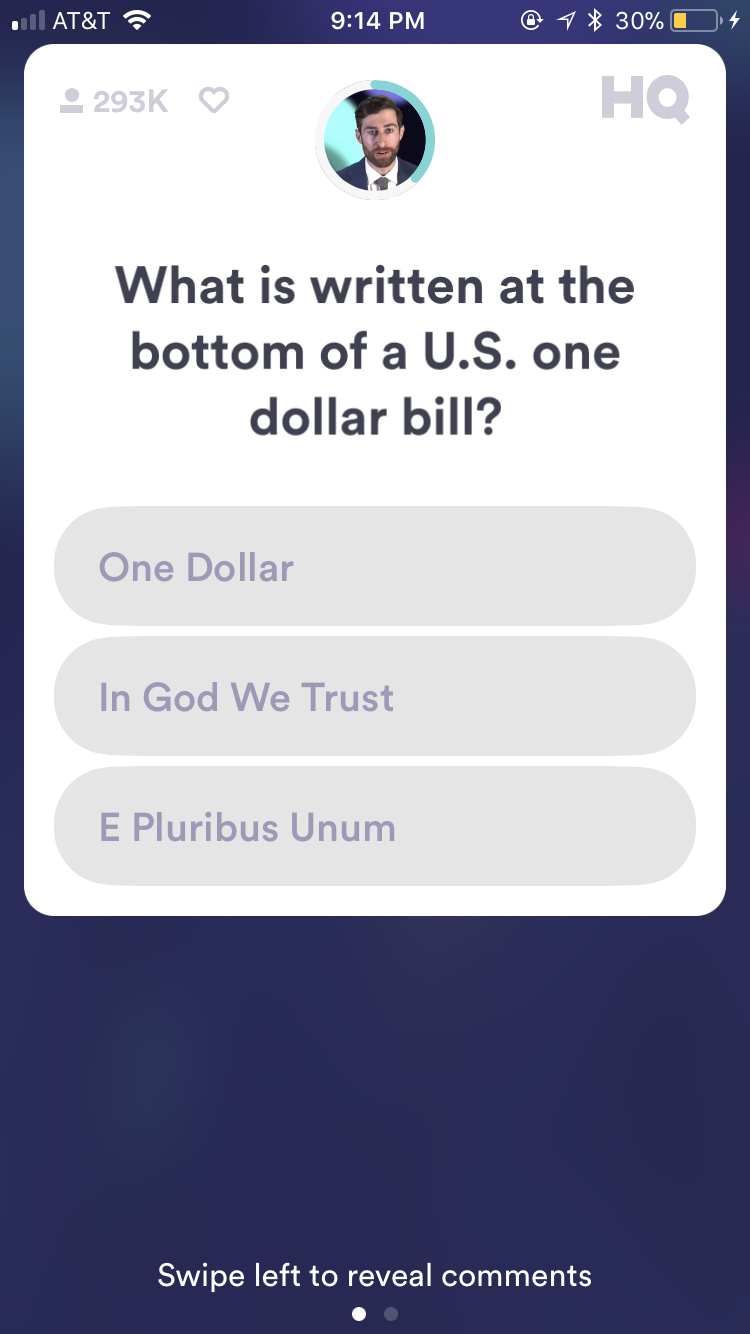 AT&T 9:14 PM 30%
293K HQ
What is written at the
bottom of a U.S. one
dollar bill?
One Dollar
In God We Trust
E Pluribus Unum
Swipe left to reveal comments